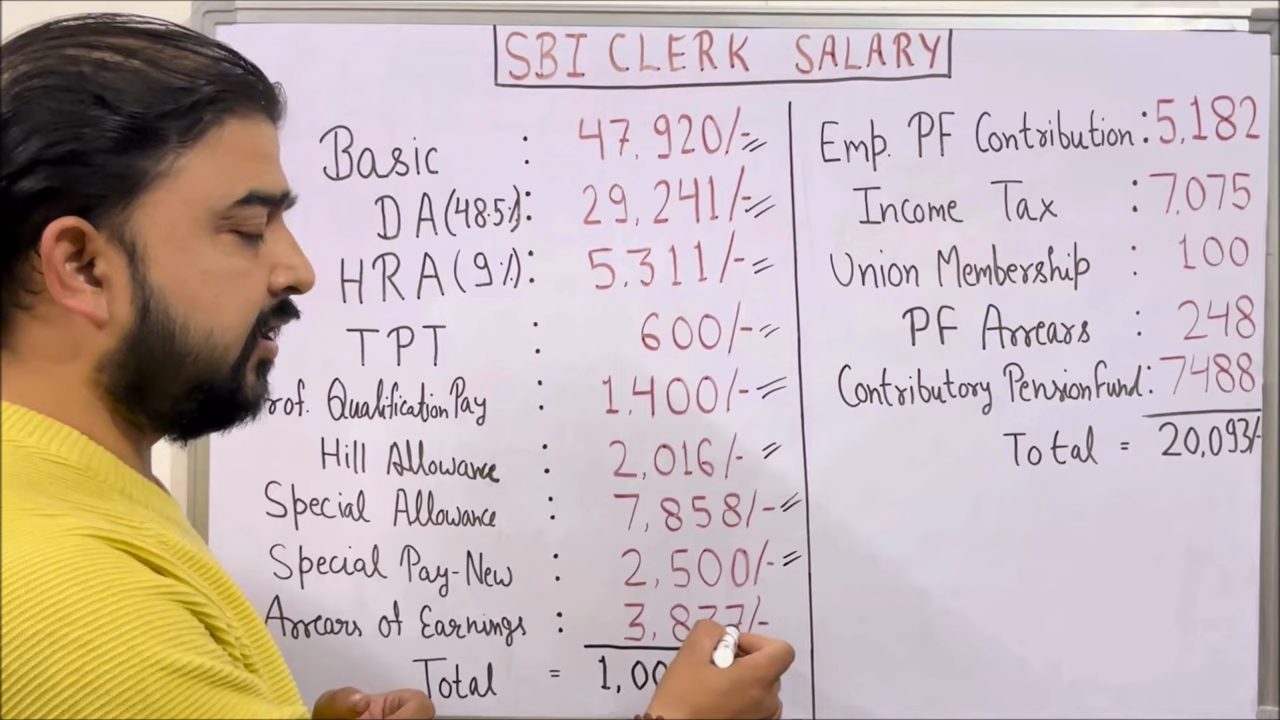 SBI CLERK SALARY
Basic : 47,920/-
DA(48.5%): 29,241/-
HRA(9%): 5,311/-
TPT : 600/-
rof. Qualification Pay : 1,400/-
Hill Allowance : 2,016/-
Special Allowance : 7,858/-
Special Pay-New : 2,500/-
Arrears of Earnings : 3,877/-
Total = 1,00
Emp. PF Contribution : 5,182
Income Tax : 7,075
Union Membership : 100
PF Arrears : 248
Contributory Pension Fund : 7488
Total = 20,093/-